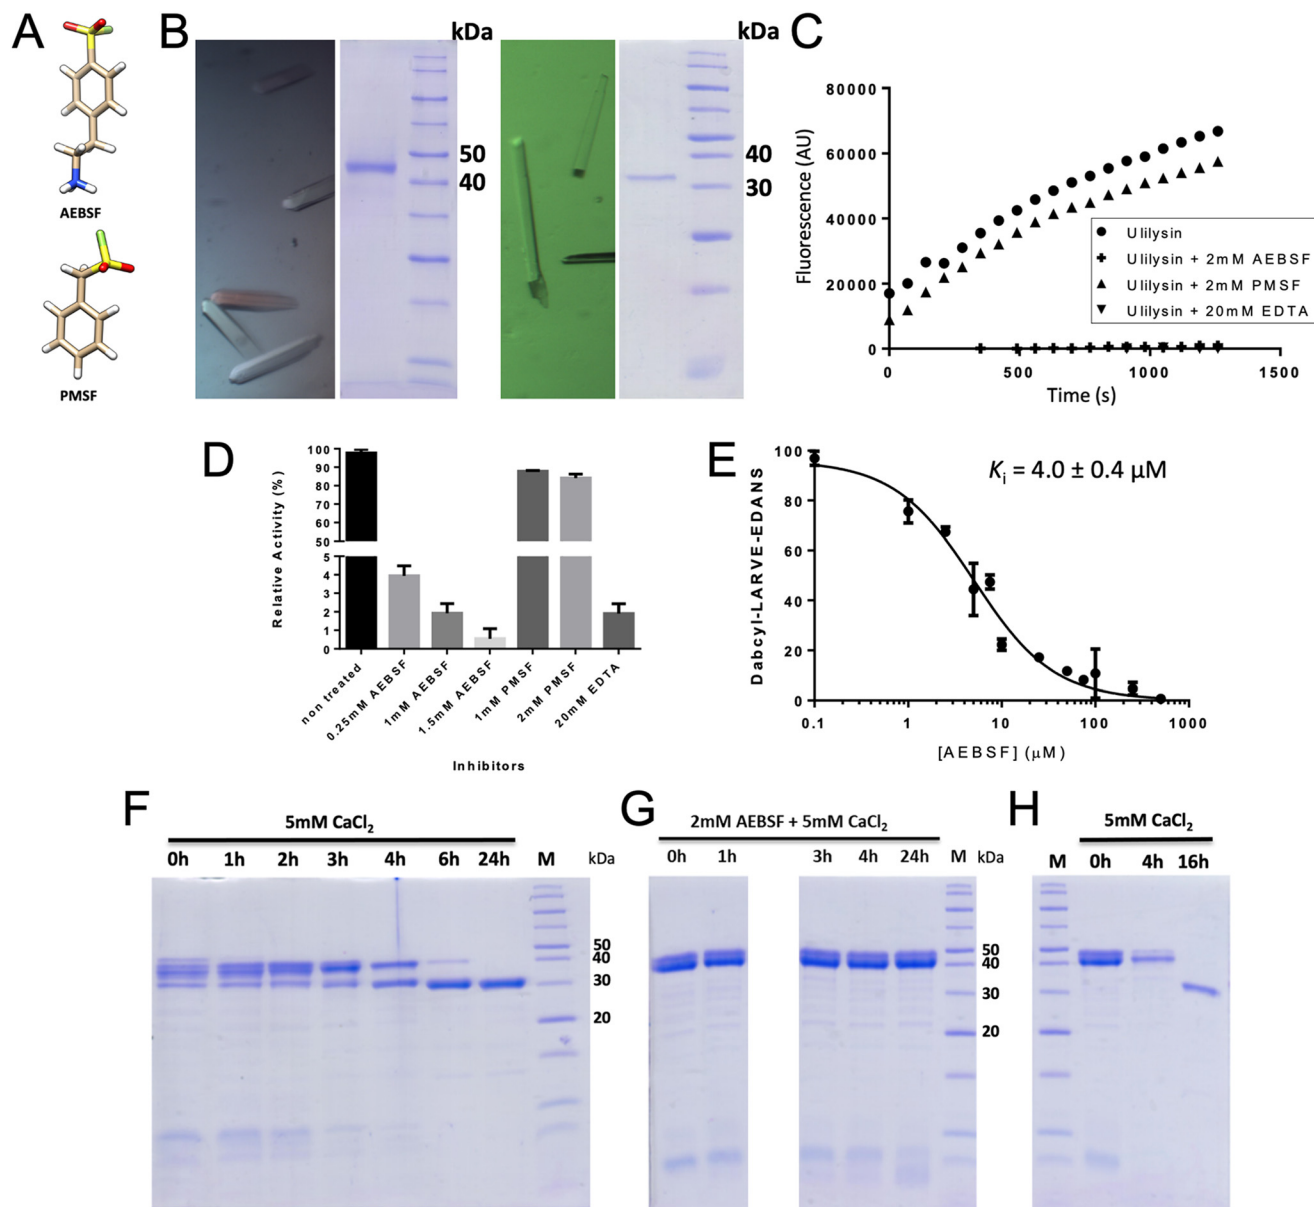 A
AEBSF
PMSF
B
kDa
50
40
kDa
40
30
C
Fluorescence (AU)
80000
60000
40000
20000
0
0 500 1000 1500
Time (s)
Ulilysin
Ulilysin + 2mM AEBSF
Ulilysin + 2mM PMSF
Ulilysin + 20mM EDTA
D
Relative Activity (%)
100
90
80
70
60
50
5
4
3
2
1
0
non treated
0.25mM AEBSF
1mM AEBSF
1.5mM AEBSF
1mM PMSF
2mM PMSF
20mM EDTA
Inhibitors
E
Ki = 4.0 ± 0.4 μM
Dabcyl-LARVE-EDANS
100
80
60
40
20
0
0.1 1 10 100 1000
[AEBSF] (μM)
F
5mM CaCl2
0h 1h 2h 3h 4h 6h 24h M kDa
50
40
30
20
G
2mM AEBSF + 5mM CaCl2
0h 1h 3h 4h 24h M kDa
50
40
30
20
H
5mM CaCl2
M 0h 4h 16h